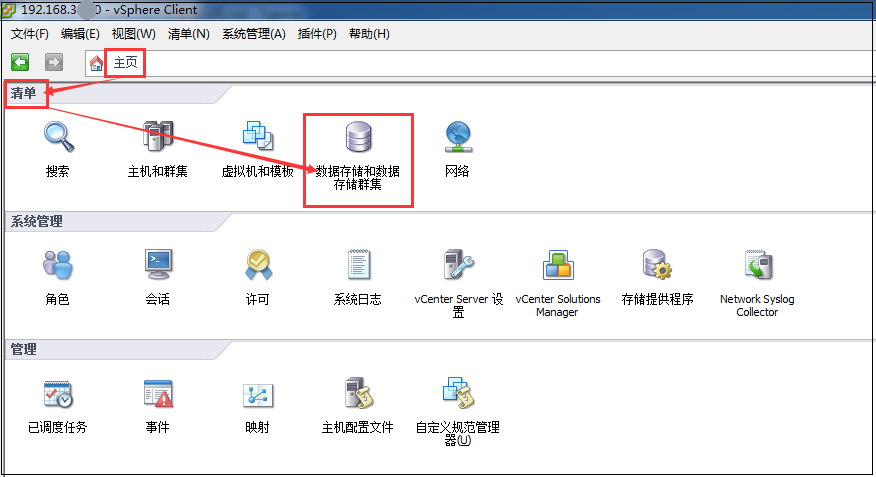 192.168.3 0 - vSphere Client
文件(F) 编辑(E) 视图(W) 清单(N) 系统管理(A) 插件(P) 帮助(H)
主页
清单
搜索 主机和群集 虚拟机和模板 数据存储和数据 网络
存储群集
系统管理
角色 会话 许可 系统日志 vCenter Server 设 vCenter Solutions 存储提供程序 Network Syslog
置 Manager Collector
管理
已调度任务 事件 映射 主机配置文件 自定义规范管理
器(U)